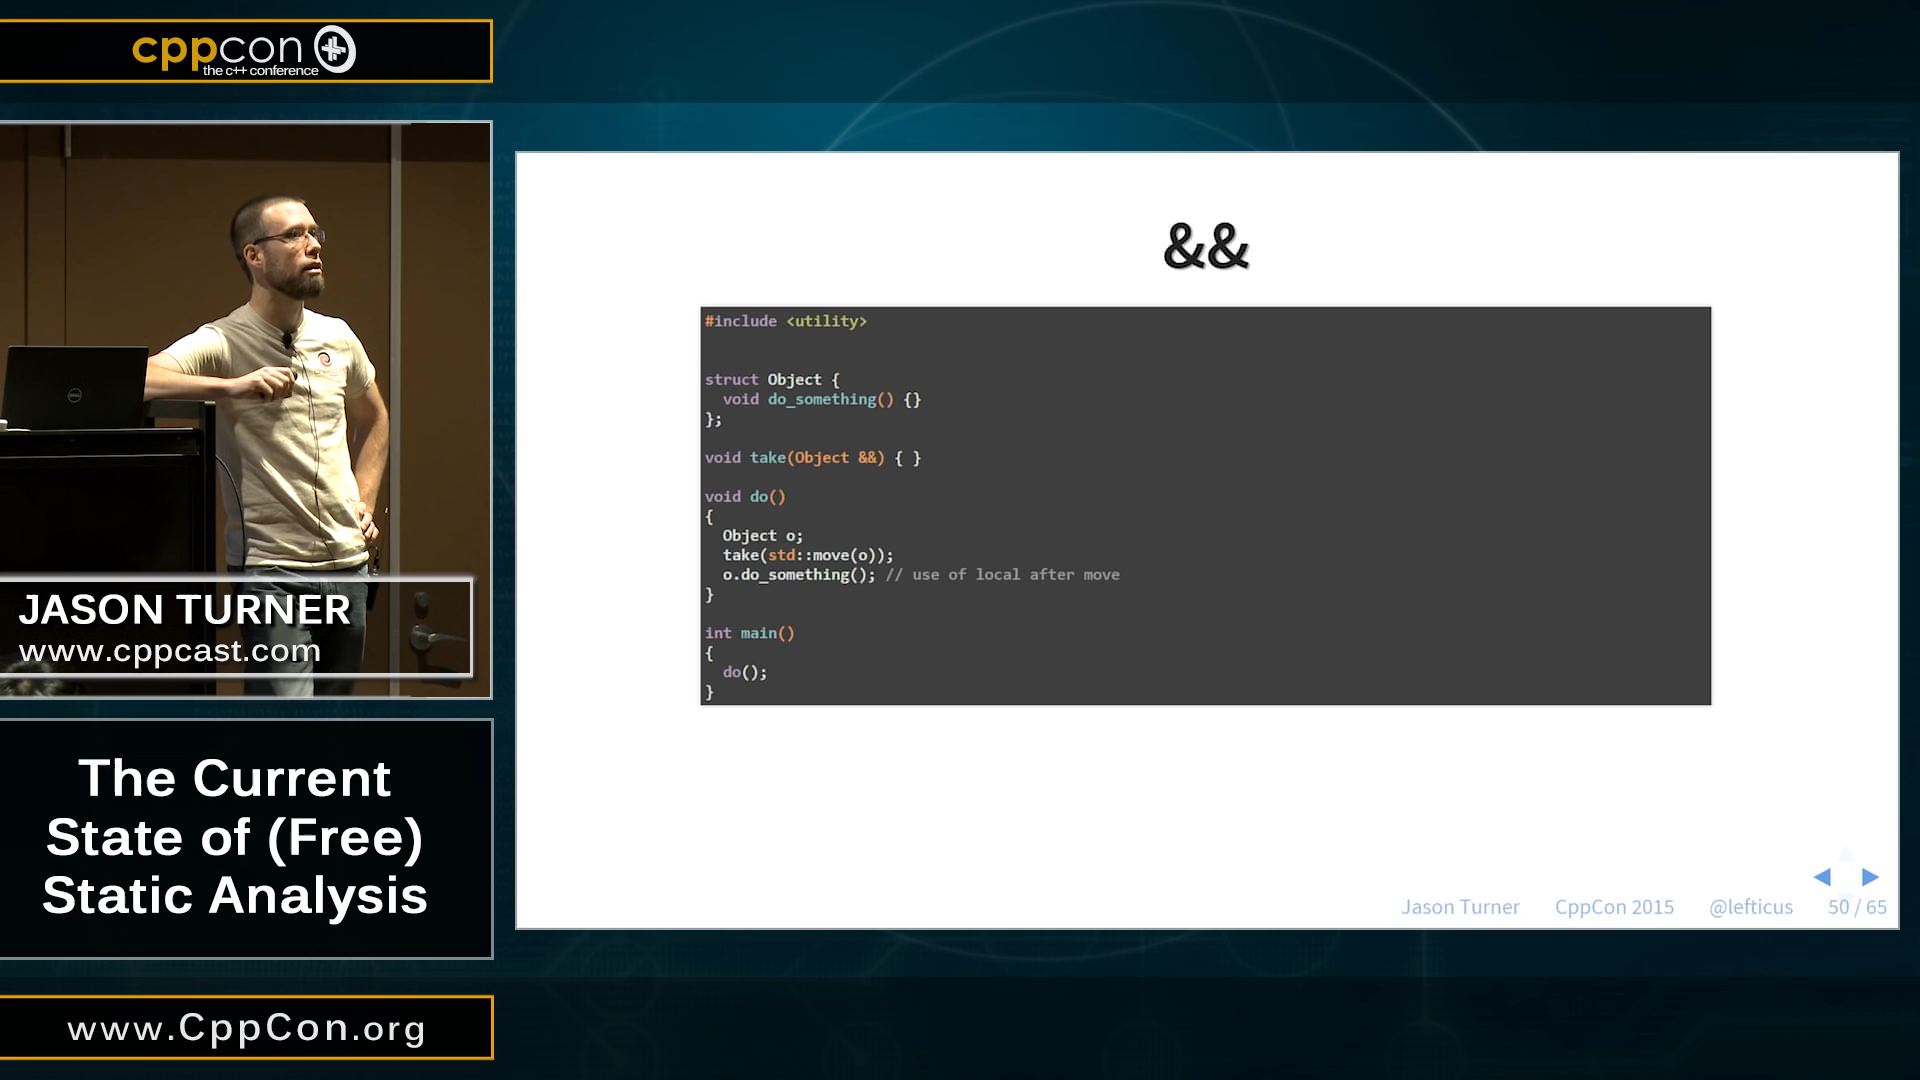 cppcon
the c++ conference
JASON TURNER
www.cppcast.com
The Current
State of (Free)
Static Analysis
www.CppCon.org
&&
#include <utility>
struct Object {
  void do_something() {}
};
void take(Object &&) { }
void do()
{
  Object o;
  take(std::move(o));
  o.do_something(); // use of local after move
}
int main()
{
  do();
}
Jason Turner CppCon 2015 @lefticus 50 / 65